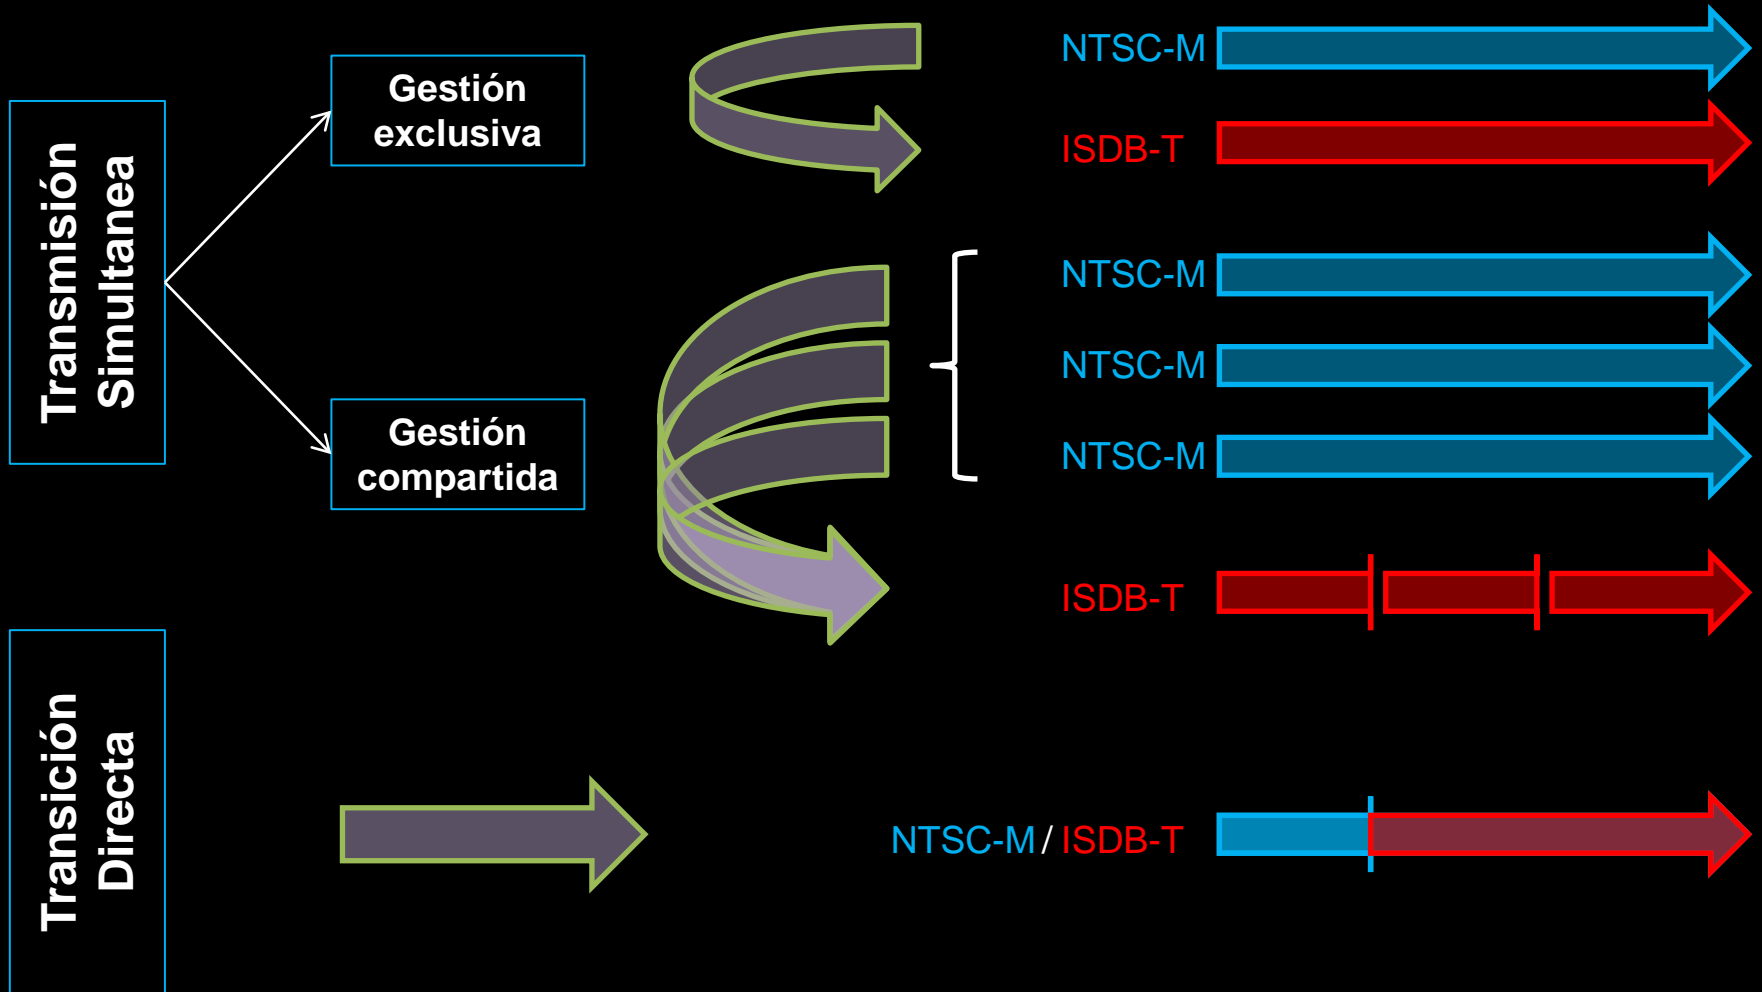 Transmisión
Simultanea
Gestión
exclusiva
NTSC-M
ISDB-T
Gestión
compartida
NTSC-M
NTSC-M
NTSC-M
ISDB-T
Transición
Directa
NTSC-M / ISDB-T